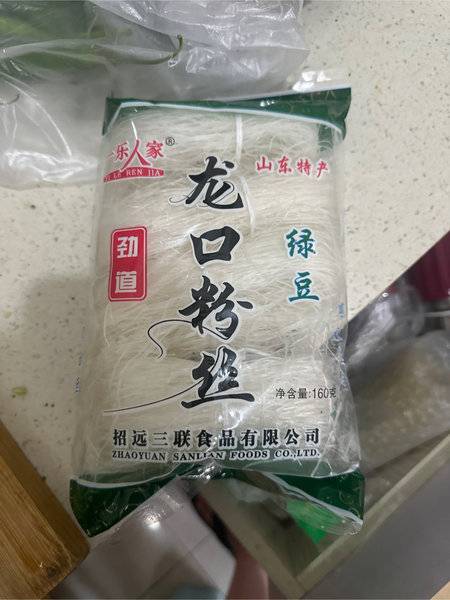 乐人家®
LE REN JIA
山东特产
龙口粉丝
劲道
绿豆
净含量:160克
招远三联食品有限公司
ZHAOYUAN SANLIAN FOODS CO.,LTD.